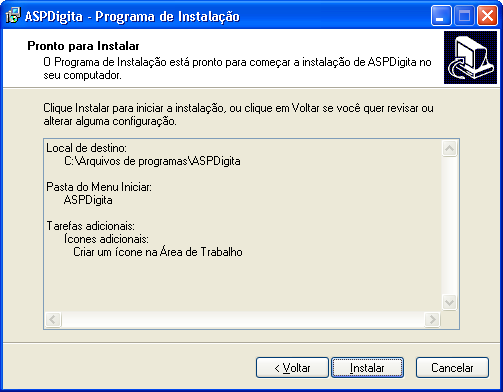 ASPDigita - Programa de Instalação
Pronto para Instalar
O Programa de Instalação está pronto para começar a instalação de ASPDigita no
seu computador.
Clique Instalar para iniciar a instalação, ou clique em Voltar se você quer revisar ou
alterar alguma configuração.
Local de destino:
C:\Arquivos de programas\ASPDigita
Pasta do Menu Iniciar:
ASPDigita
Tarefas adicionais:
Ícones adicionais:
Criar um ícone na Área de Trabalho
< Voltar
Instalar
Cancelar